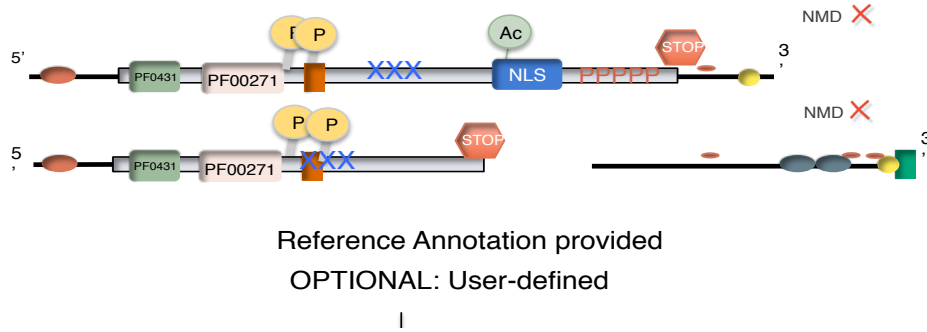 NMD X
5' 3'
P P Ac STOP
PF0431 PF00271 XXX NLS PPPPP
NMD X
5' 3'
P P STOP
PF0431 PF00271 XXX
Reference Annotation provided
OPTIONAL: User-defined